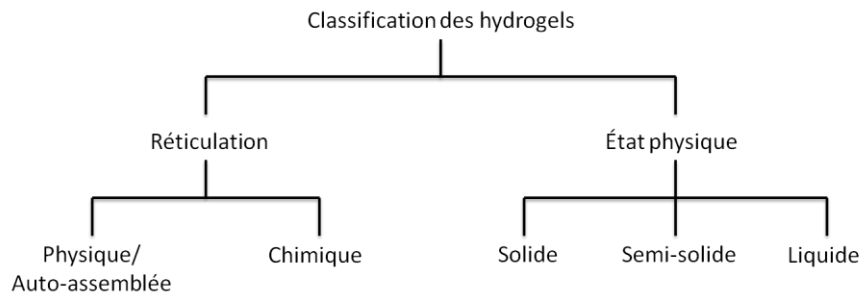 Classification des hydrogels
Réticulation
État physique
Physique/
Auto-assemblée
Chimique
Solide
Semi-solide
Liquide